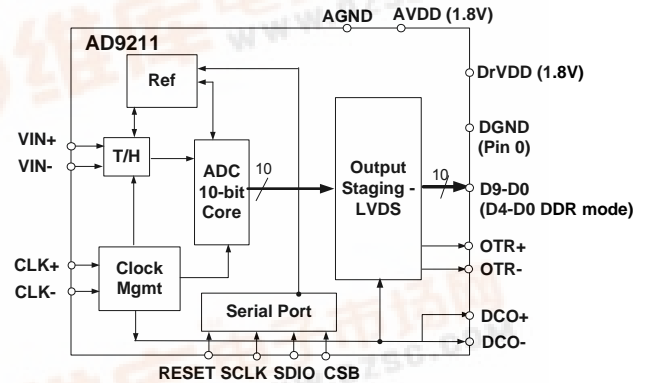 AGND AVDD (1.8V)
AD9211
Ref
DrVDD (1.8V)
DGND
(Pin 0)
VIN+
VIN-
T/H
ADC
10-bit
Core
10
Output
Staging -
LVDS
10
D9-D0
(D4-D0 DDR mode)
OTR+
OTR-
CLK+
CLK-
Clock
Mgmt
Serial Port
DCO+
DCO-
RESET SCLK SDIO CSB